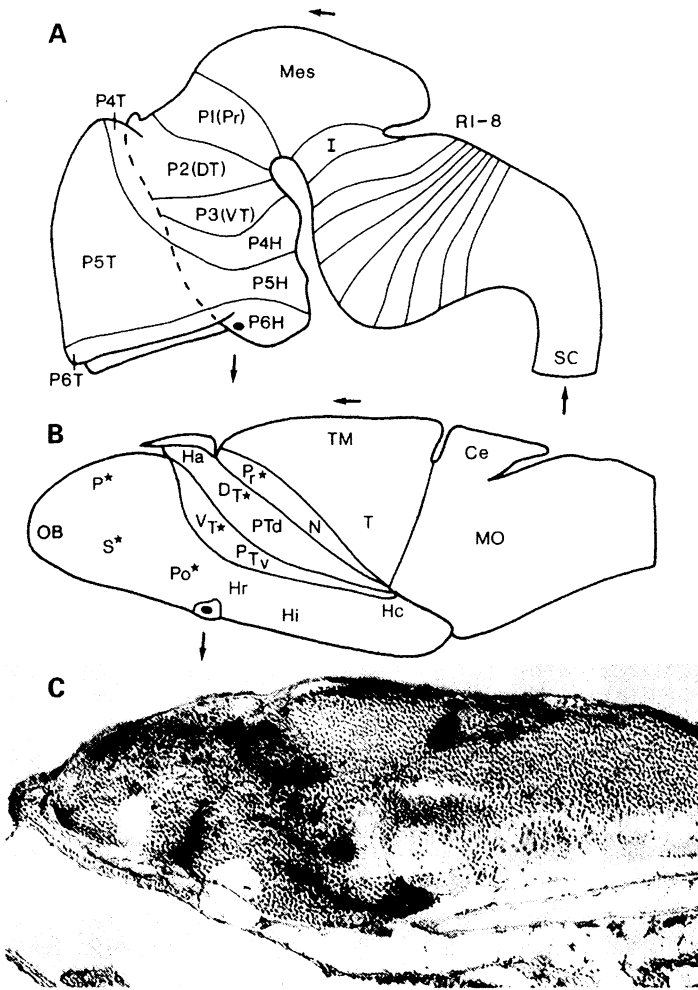 A
Mes
P4T
P1(Pr)
R1-8
I
P2(DT)
P3(VT)
P4H
P5T
P5H
P6H
SC
P6T
B
TM
Ce
Ha
Pr★
P★
DT★
N
T
VT★
PTd
OB
MO
S★
PTv
Po★
Hr
Hc
Hi
C